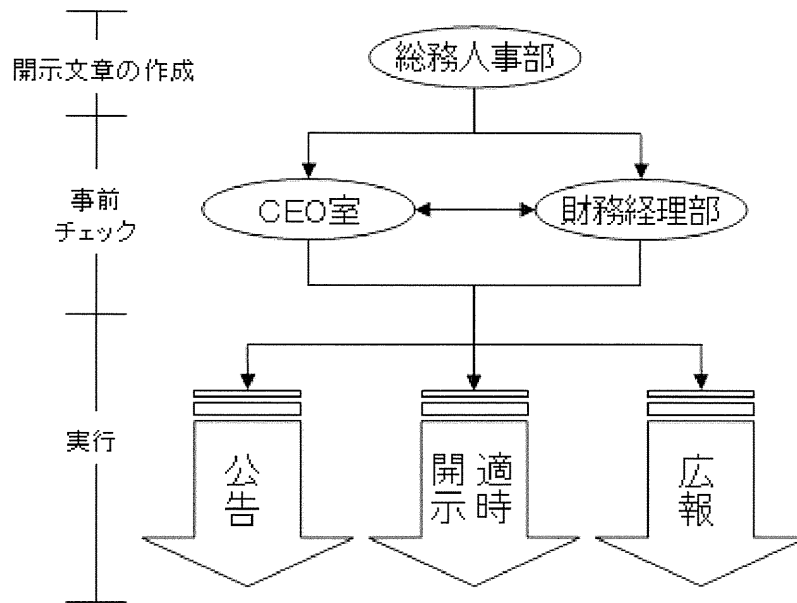 総務人事部
開示文章の作成
CEO室
財務経理部
事前
チェック
実行
公告
適時
開示
広報